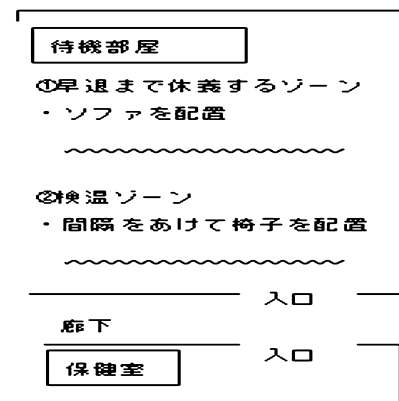 待機部屋
①早退まで休養するゾーン
・ソファを配置
②検温ゾーン
・間隔をあけて椅子を配置
入口
廊下
入口
保健室